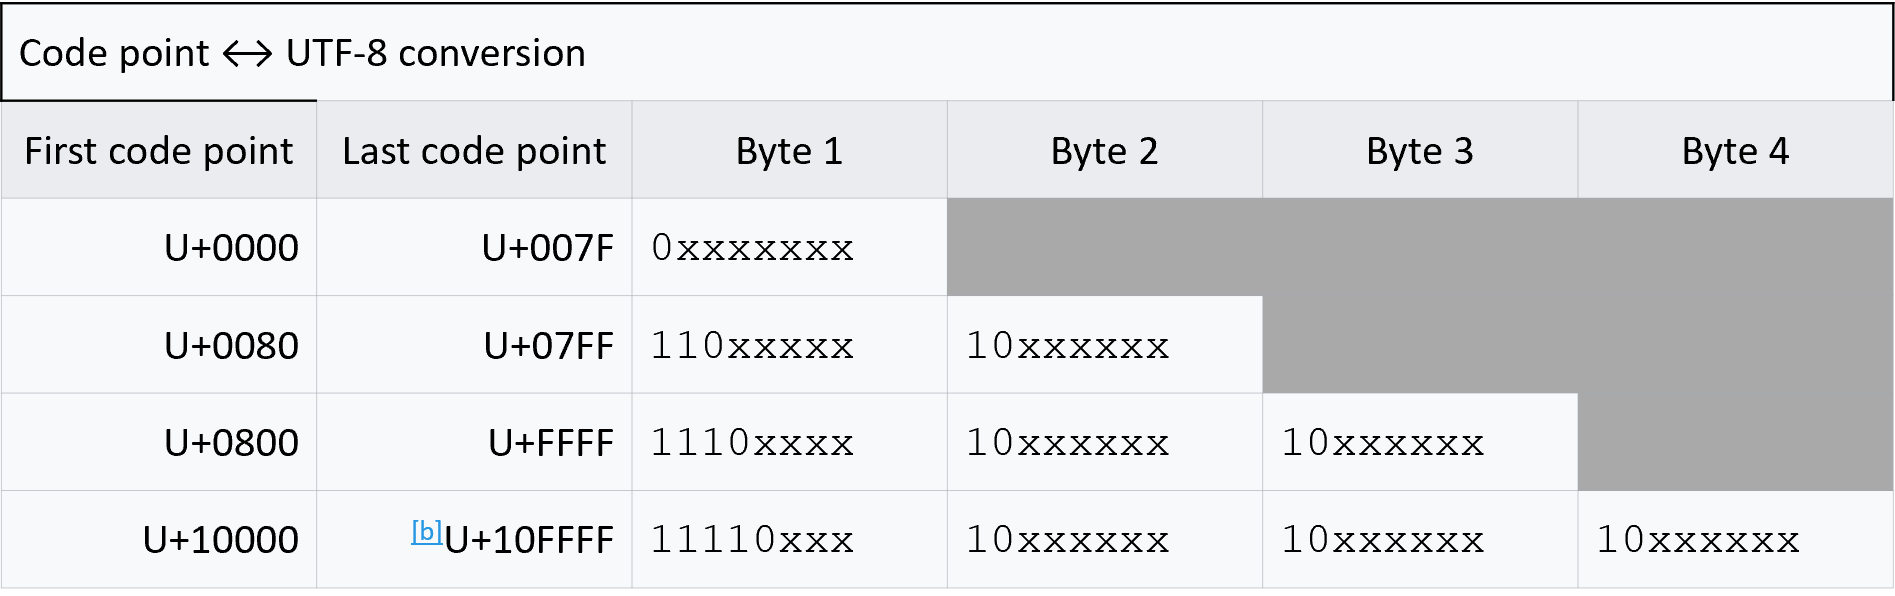 Code point ↔ UTF-8 conversion
First code point Last code point Byte 1 Byte 2 Byte 3 Byte 4
U+0000 U+007F 0xxxxxxx
U+0080 U+07FF 110xxxxx 10xxxxxx
U+0800 U+FFFF 1110xxxx 10xxxxxx 10xxxxxx
U+10000 [b]U+10FFFF 11110xxx 10xxxxxx 10xxxxxx 10xxxxxx